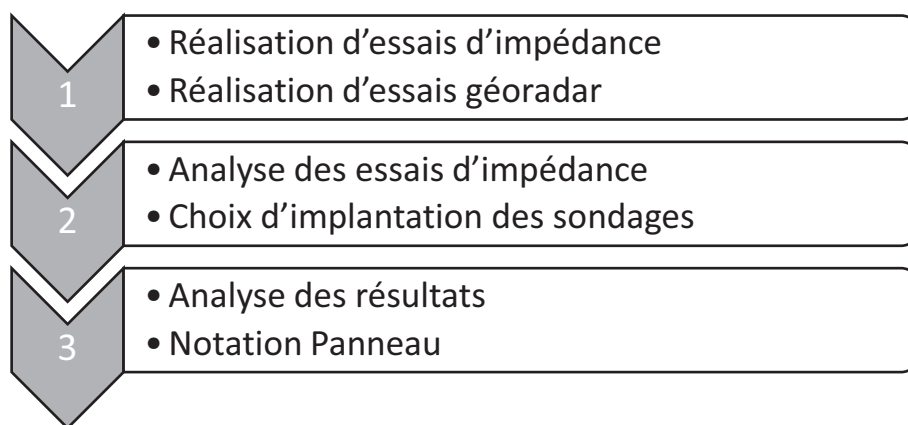 1
• Réalisation d'essais d'impédance
• Réalisation d'essais géoradar
2
• Analyse des essais d'impédance
• Choix d'implantation des sondages
3
• Analyse des résultats
• Notation Panneau